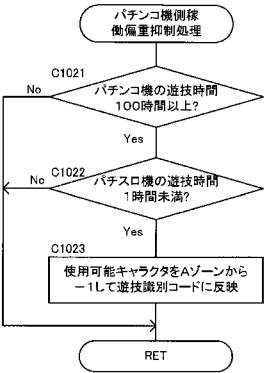 パチンコ機側稼
働偏重抑制処理
C1021
パチンコ機の遊技時間
100時間以上?
No
Yes
C1022
パチスロ機の遊技時間
1時間未満?
No
Yes
C1023
使用可能キャラクタをAゾーンから
−1して遊技識別コードに反映
RET